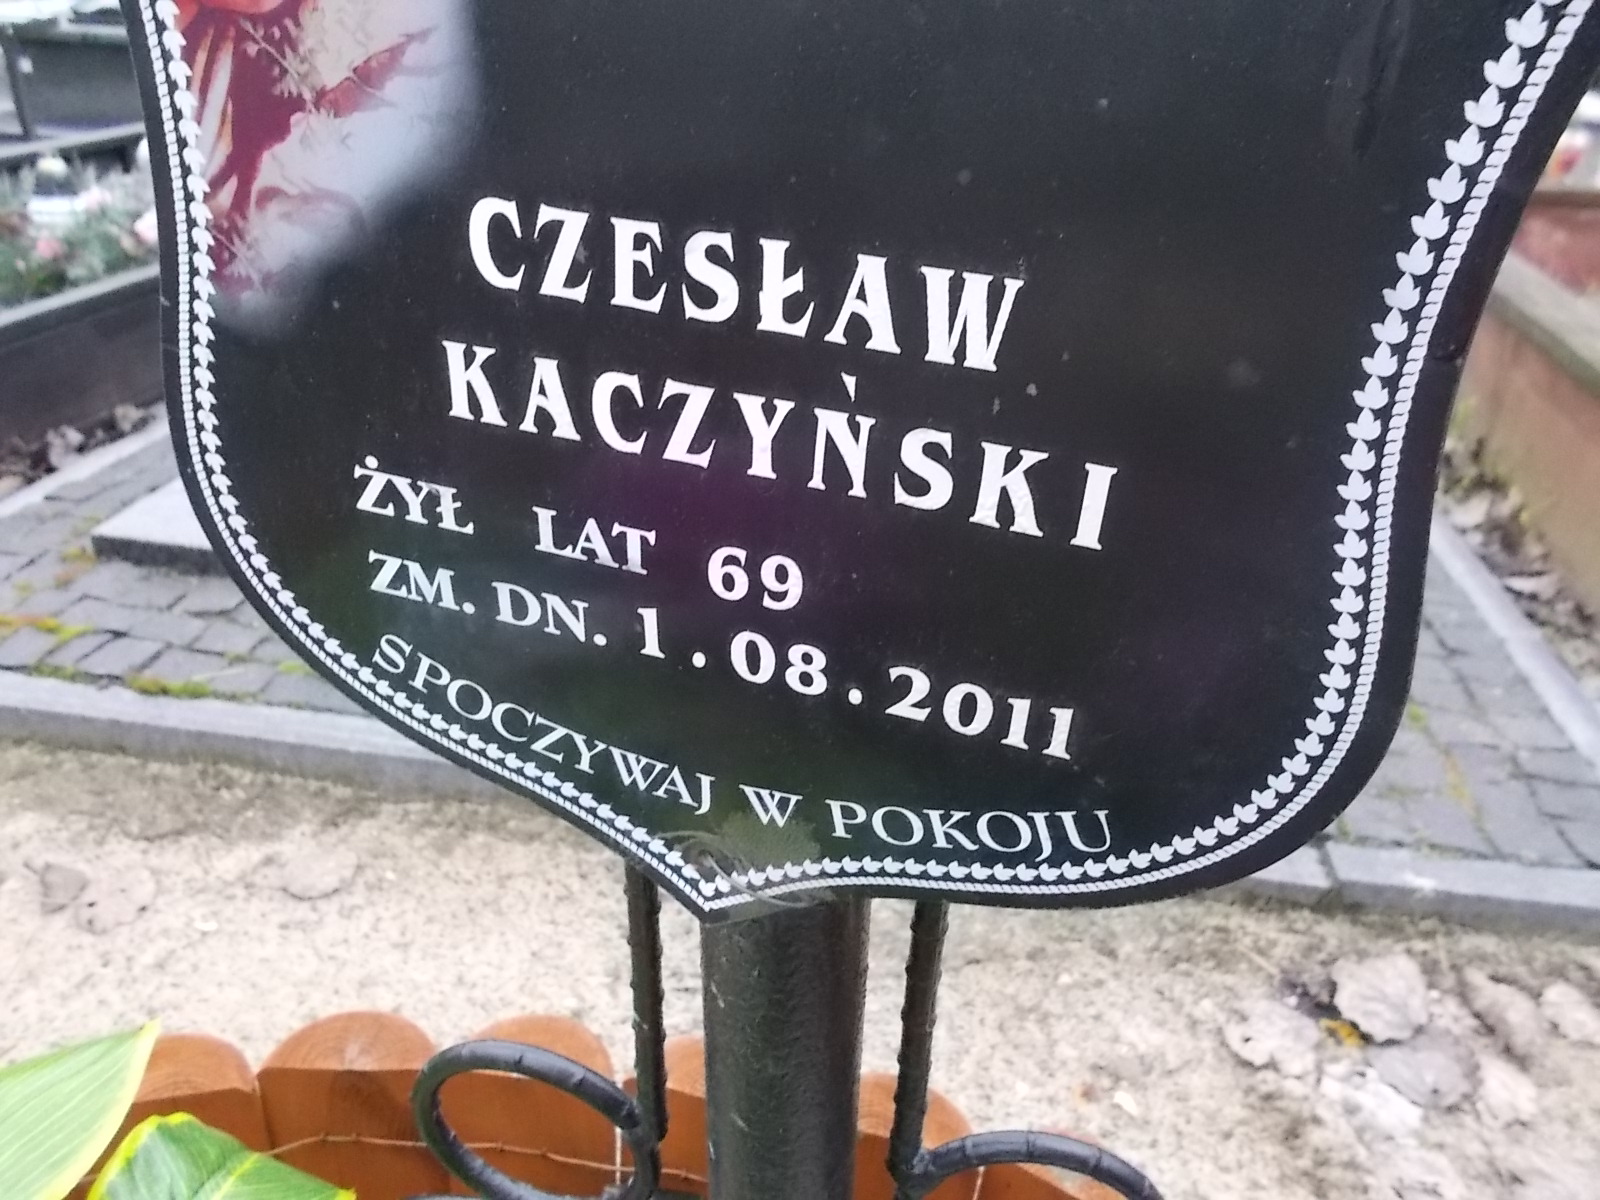 CZESŁAW
KACZYŃSKI
ŻYŁ LAT 69
ZM. DN. 1.08.2011
SPOCZYWAJ W POKOJU